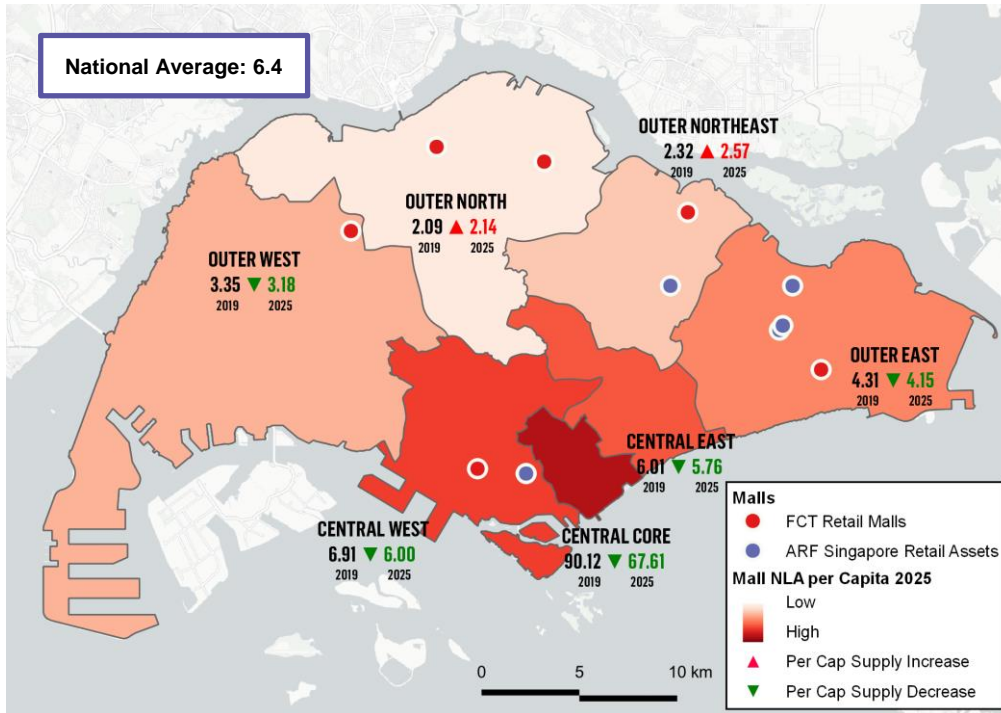 National Average: 6.4
OUTER NORTHEAST
2.32 ▲ 2.57
2019 2025
OUTER NORTH
2.09 ▲ 2.14
2019 2025
OUTER WEST
3.35 ▼ 3.18
2019 2025
OUTER EAST
4.31 ▼ 4.15
2019 2025
CENTRAL EAST
6.01 ▼ 5.76
2019 2025
CENTRAL WEST
6.91 ▼ 6.00
2019 2025
CENTRAL CORE
90.12 ▼ 67.61
2019 2025
0 5 10 km
Malls
FCT Retail Malls
ARF Singapore Retail Assets
Mall NLA per Capita 2025
Low
High
Per Cap Supply Increase
Per Cap Supply Decrease